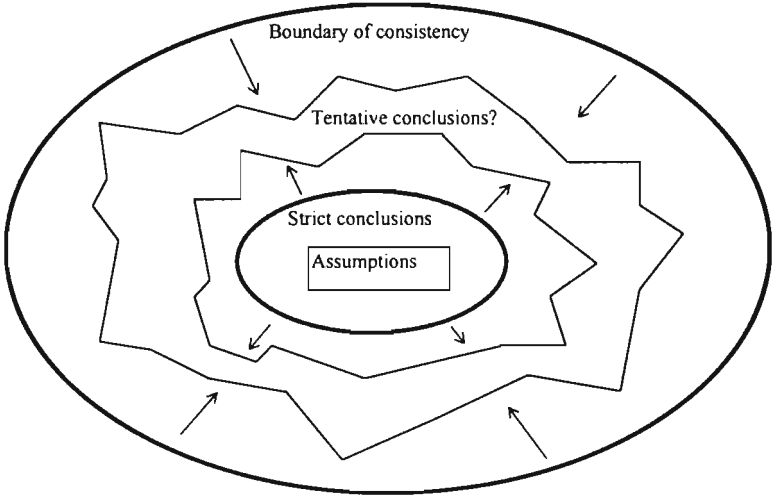 Boundary of consistency
Tentative conclusions?
Strict conclusions
Assumptions